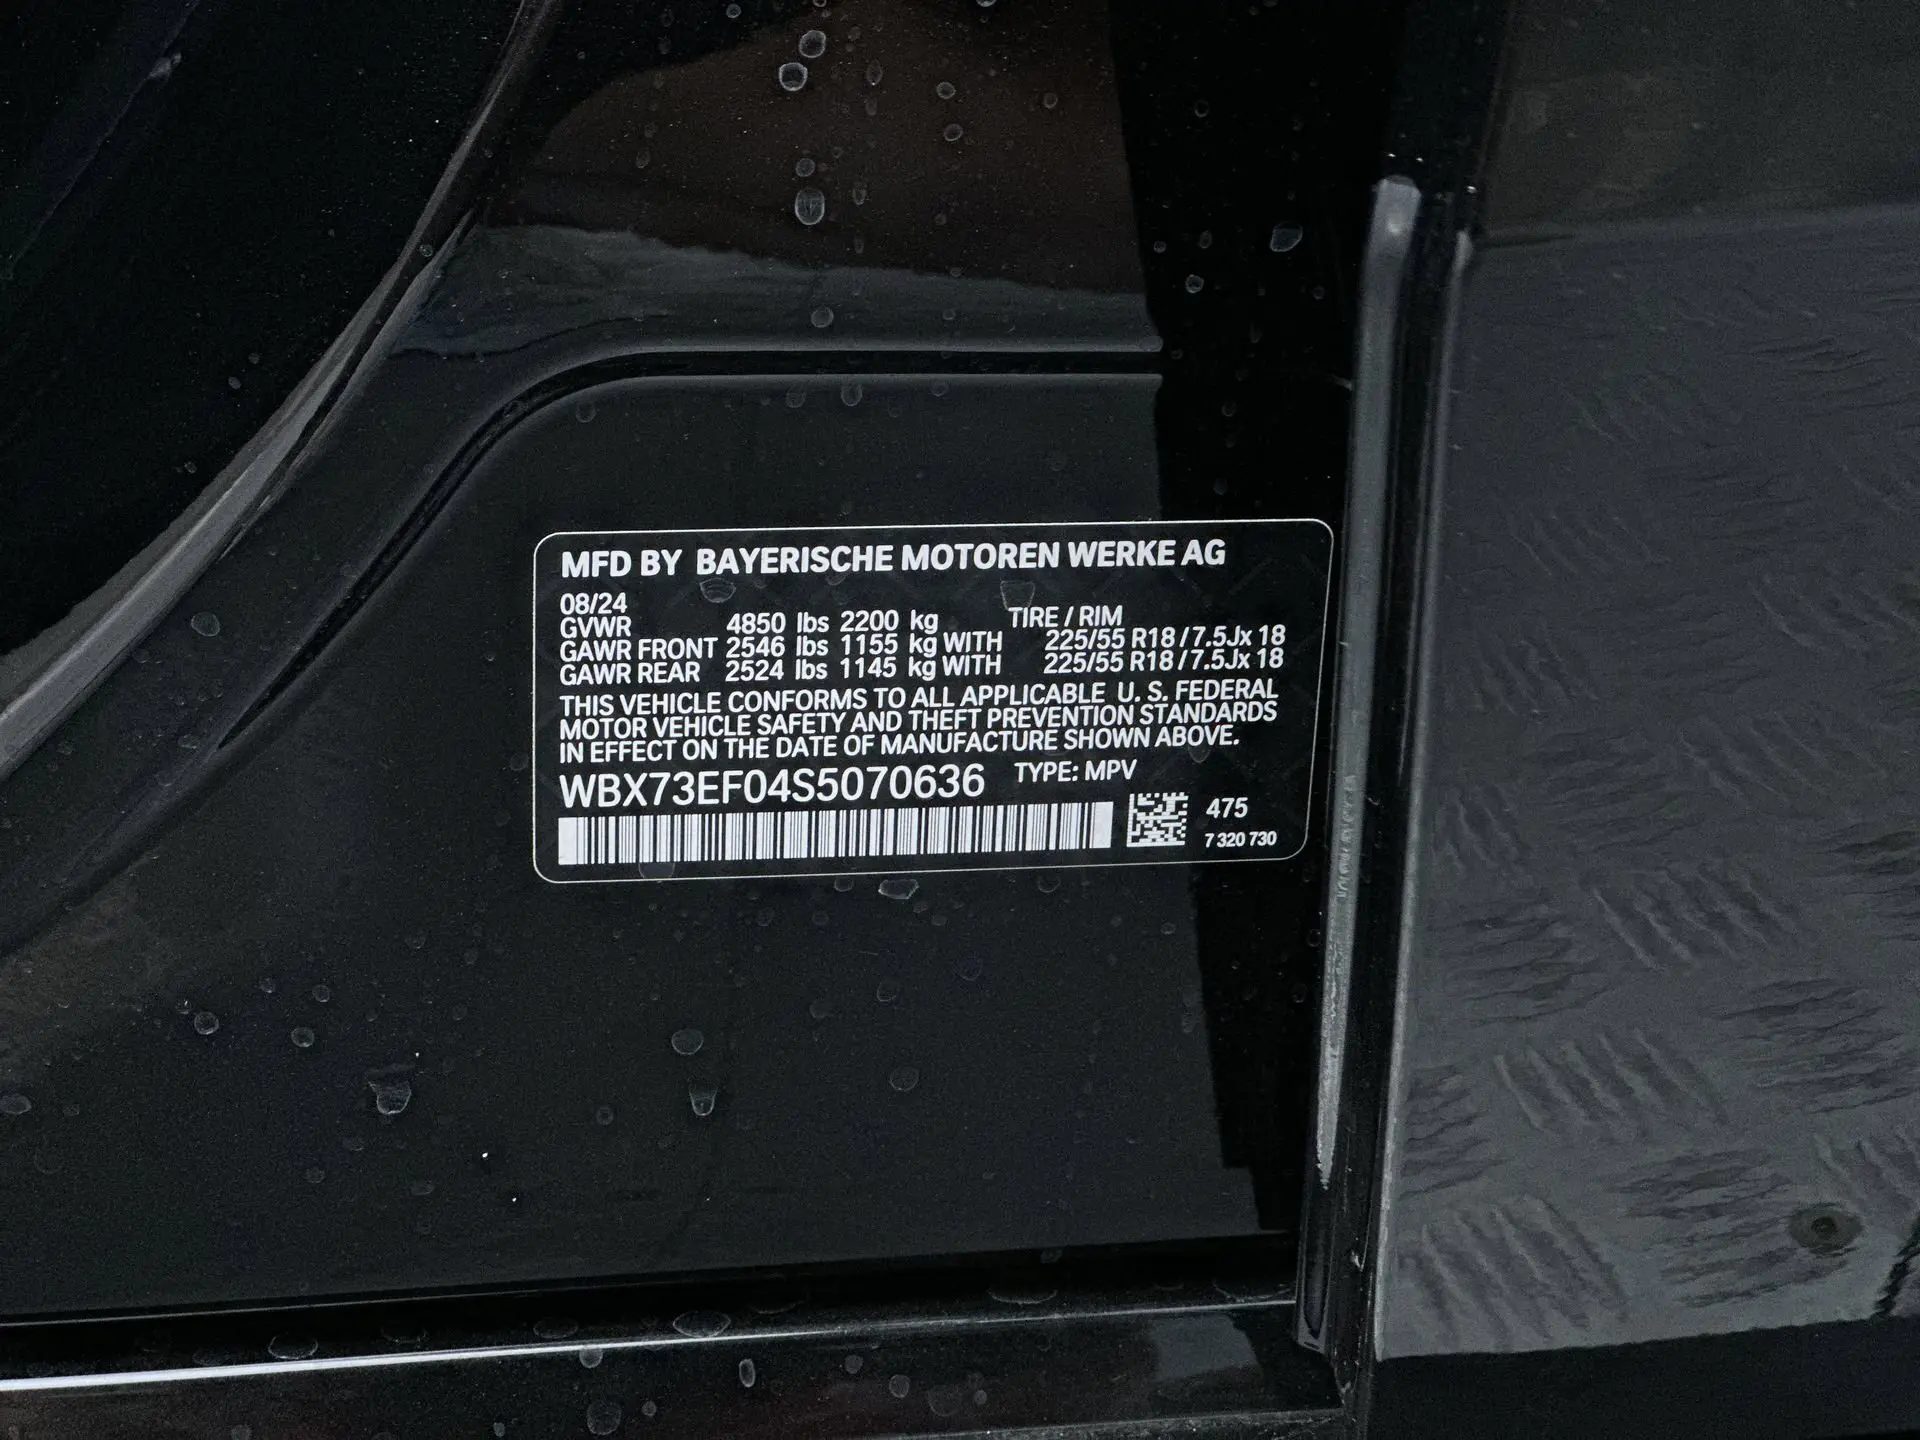 MFD BY BAYERISCHE MOTOREN WERKE AG
08/24
GVWR 4850 lbs 2200 kg TIRE / RIM
GAWR FRONT 2546 lbs 1155 kg WITH 225/55 R18 / 7.5Jx 18
GAWR REAR 2524 lbs 1145 kg WITH 225/55 R18 / 7.5Jx 18
THIS VEHICLE CONFORMS TO ALL APPLICABLE U. S. FEDERAL
MOTOR VEHICLE SAFETY AND THEFT PREVENTION STANDARDS
IN EFFECT ON THE DATE OF MANUFACTURE SHOWN ABOVE.
WBX73EF04S5070636 TYPE: MPV
475
7 320 730